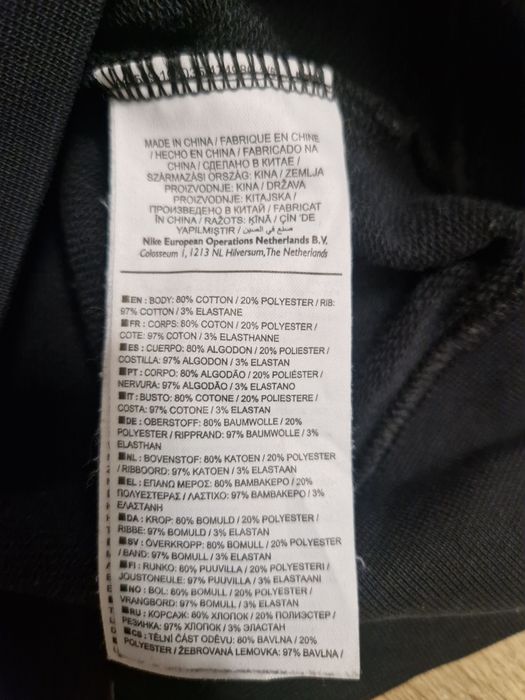 MADE IN CHINA / FABRIQUE EN CHINE
/ HECHO EN CHINA / FABRICADO NA
CHINA / СДЕЛАНО В КИТАЕ /
SZÁRMAZÁSI ORSZÁG: KINA / ZEMLJA
PROIZVODNJE: KINA / DRŽAVA
PROIZVODNJE: KITAJSKA /
ПРОИЗВЕДЕНО В КИТАЙ / FABRICAT
ÎN CHINA / RAŽOTS: ĶĪNĀ / ÇİN 'DE
YAPILMIŞTIR / صنع في الصين
Nike European Operations Netherlands B.V.
Colosseum 1, 1213 NL Hilversum, The Netherlands
EN : BODY: 80% COTTON / 20% POLYESTER / RIB:
97% COTTON / 3% ELASTANE
FR : CORPS: 80% COTON / 20% POLYESTER /
COTE: 97% COTON / 3% ELASTHANNE
ES : CUERPO: 80% ALGODON / 20% POLIESTER /
COSTILLA: 97% ALGODON / 3% ELASTAN
PT : CORPO: 80% ALGODÃO / 20% POLIÉSTER /
NERVURA: 97% ALGODÃO / 3% ELASTANO
IT : BUSTO: 80% COTONE / 20% POLIESTERE /
COSTA: 97% COTONE / 3% ELASTAN
DE : OBERSTOFF: 80% BAUMWOLLE / 20%
POLYESTER / RIPPRAND: 97% BAUMWOLLE / 3%
ELASTHAN
NL : BOVENSTOF: 80% KATOEN / 20% POLYESTER
/ RIBBOORD: 97% KATOEN / 3% ELASTAAN
EL : ΕΠΑΝΩ ΜΕΡΟΣ: 80% ΒΑΜΒΑΚΕΡΟ / 20%
ΠΟΛΥΕΣΤΕΡΑΣ / ΛΑΣΤΙΧΟ: 97% ΒΑΜΒΑΚΕΡΟ / 3%
ΕΛΑΣΤΑΝΗ
DA : KROP: 80% BOMULD / 20% POLYESTER /
RIBBE: 97% BOMULD / 3% ELASTAN
SV : ÖVERKROPP: 80% BOMULL / 20% POLYESTER
/ BAND: 97% BOMULL / 3% ELASTAN
FI : RUNKO: 80% PUUVILLA / 20% POLYESTERI /
JOUSTONEULE: 97% PUUVILLA / 3% ELASTAANI
NO : BOL: 80% BOMULL / 20% POLYESTER /
VRANGBORD: 97% BOMULL / 3% ELASTAN
RU : КОРСАЖ: 80% ХЛОПОК / 20% ПОЛИЭСТЕР /
РЕЗИНКА: 97% ХЛОПОК / 3% ЭЛАСТАН
CS : TĚLNÍ ČÁST ODĚVU: 80% BAVLNA / 20%
POLYESTER / ŽEBROVANÁ LEMOVKA: 97% BAVLNA /